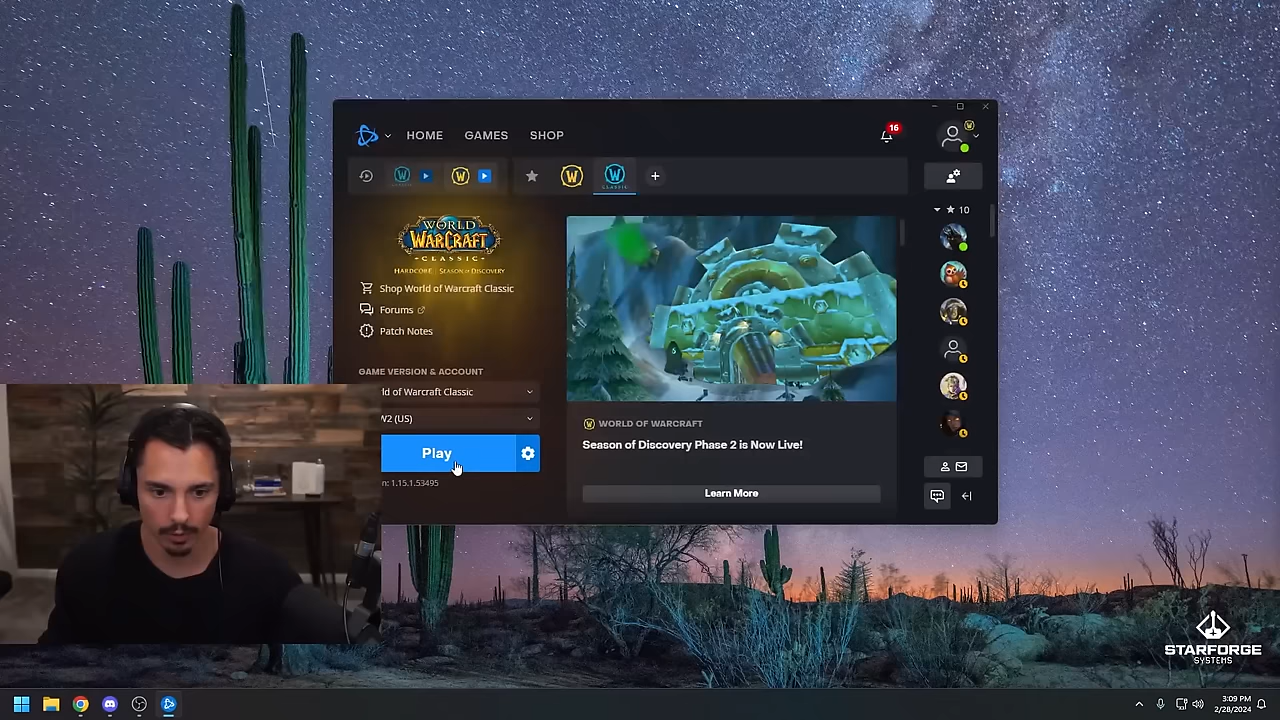 HOME GAMES SHOP
16
CLASSIC
WORLD
WARCRAFT
CLASSIC
HARDCORE | SEASON OF DISCOVERY
Shop World of Warcraft Classic
Forums
Patch Notes
GAME VERSION & ACCOUNT
ld of Warcraft Classic
W2 (US)
Play
n: 1.15.1.53495
WORLD OF WARCRAFT
Season of Discovery Phase 2 is Now Live!
Learn More
10
STARFORGE
SYSTEMS
3:09 PM
2/28/2024